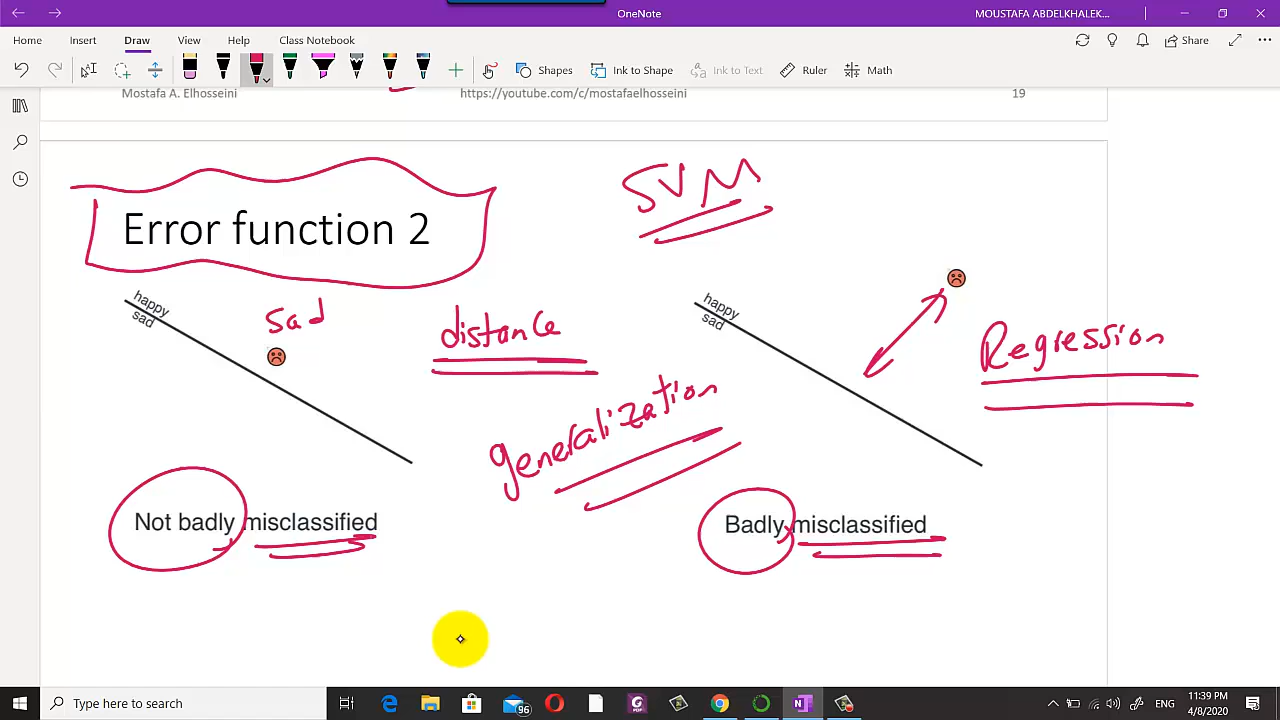 OneNote
MOUSTAFA ABDELKHALEK...
Home Insert Draw View Help Class Notebook
Share
Shapes Ink to Shape Ink to Text Ruler Math
Mostafa A. Elhosseini https://youtube.com/c/mostafaelhosseini 19
SVM
Error function 2
happy
sad
sad
distance
happy
sad
Regression
generalization
Not badly misclassified
Badly misclassified
Type here to search
96
ENG
11:39 PM
4/8/2020